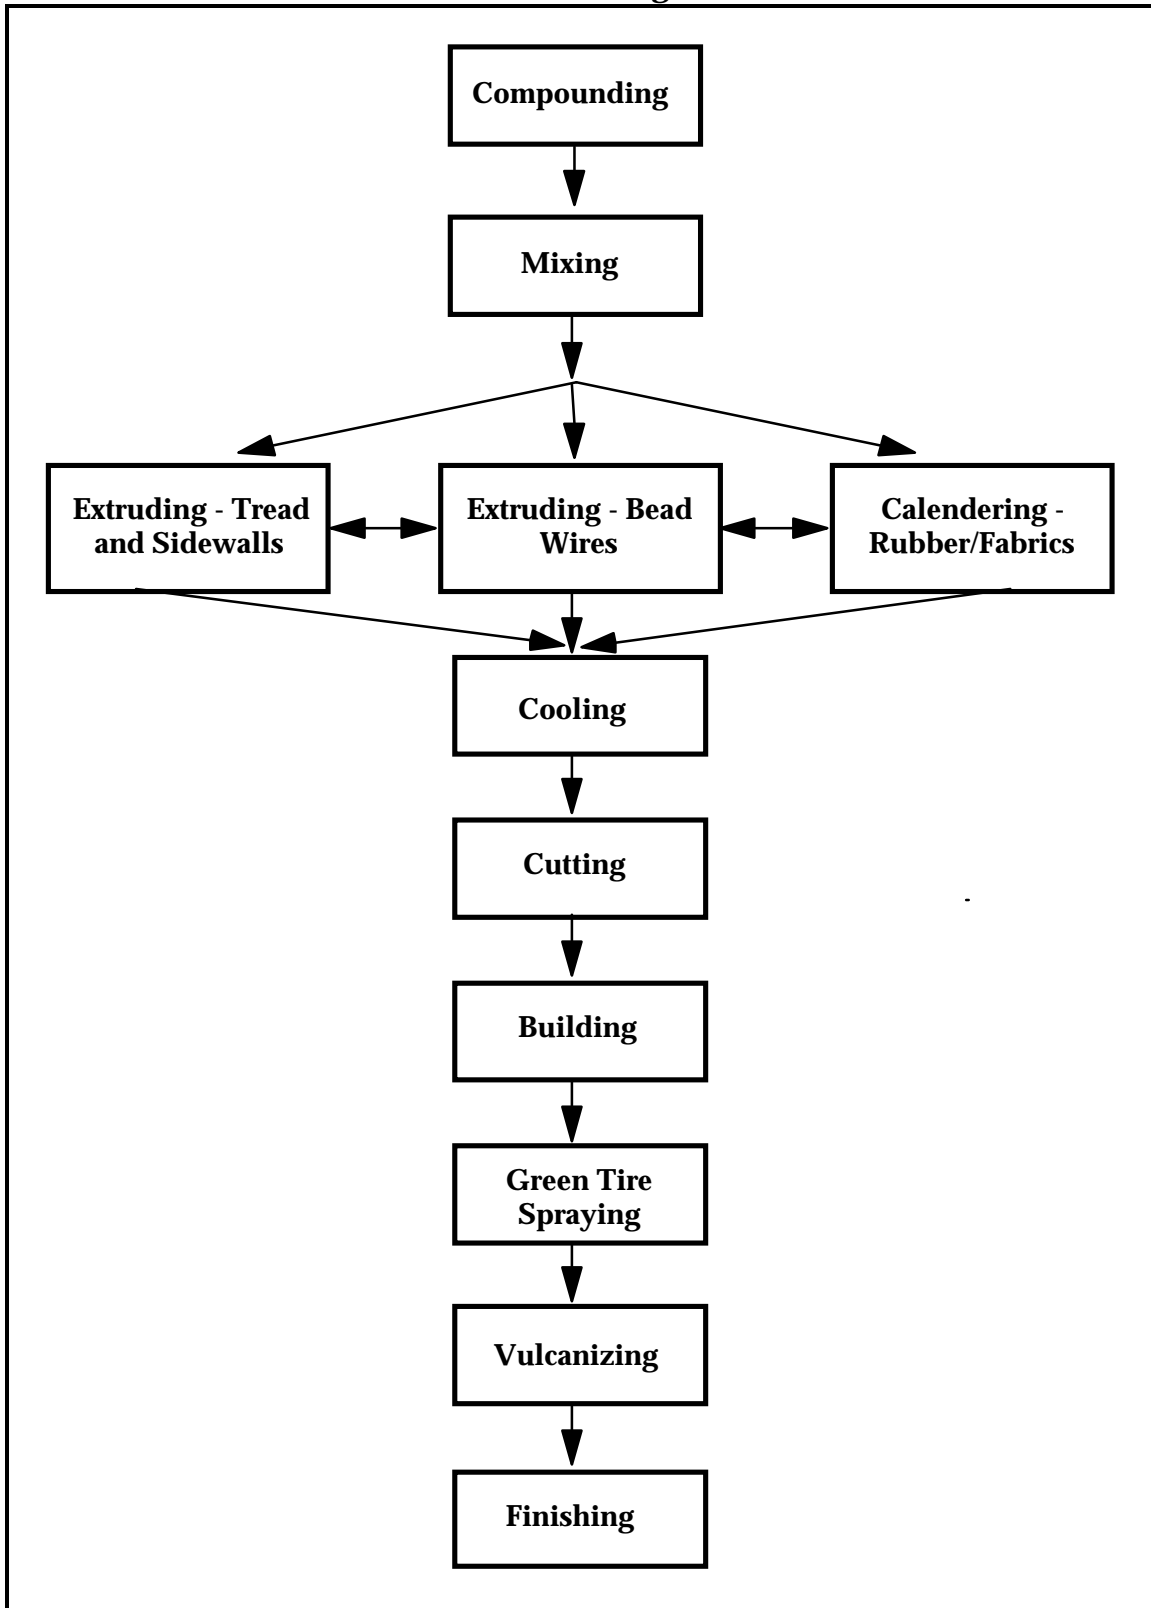 Compounding
Mixing
Extruding - Tread
and Sidewalls
Extruding - Bead
Wires
Calendering -
Rubber/Fabrics
Cooling
Cutting
Building
Green Tire
Spraying
Vulcanizing
Finishing